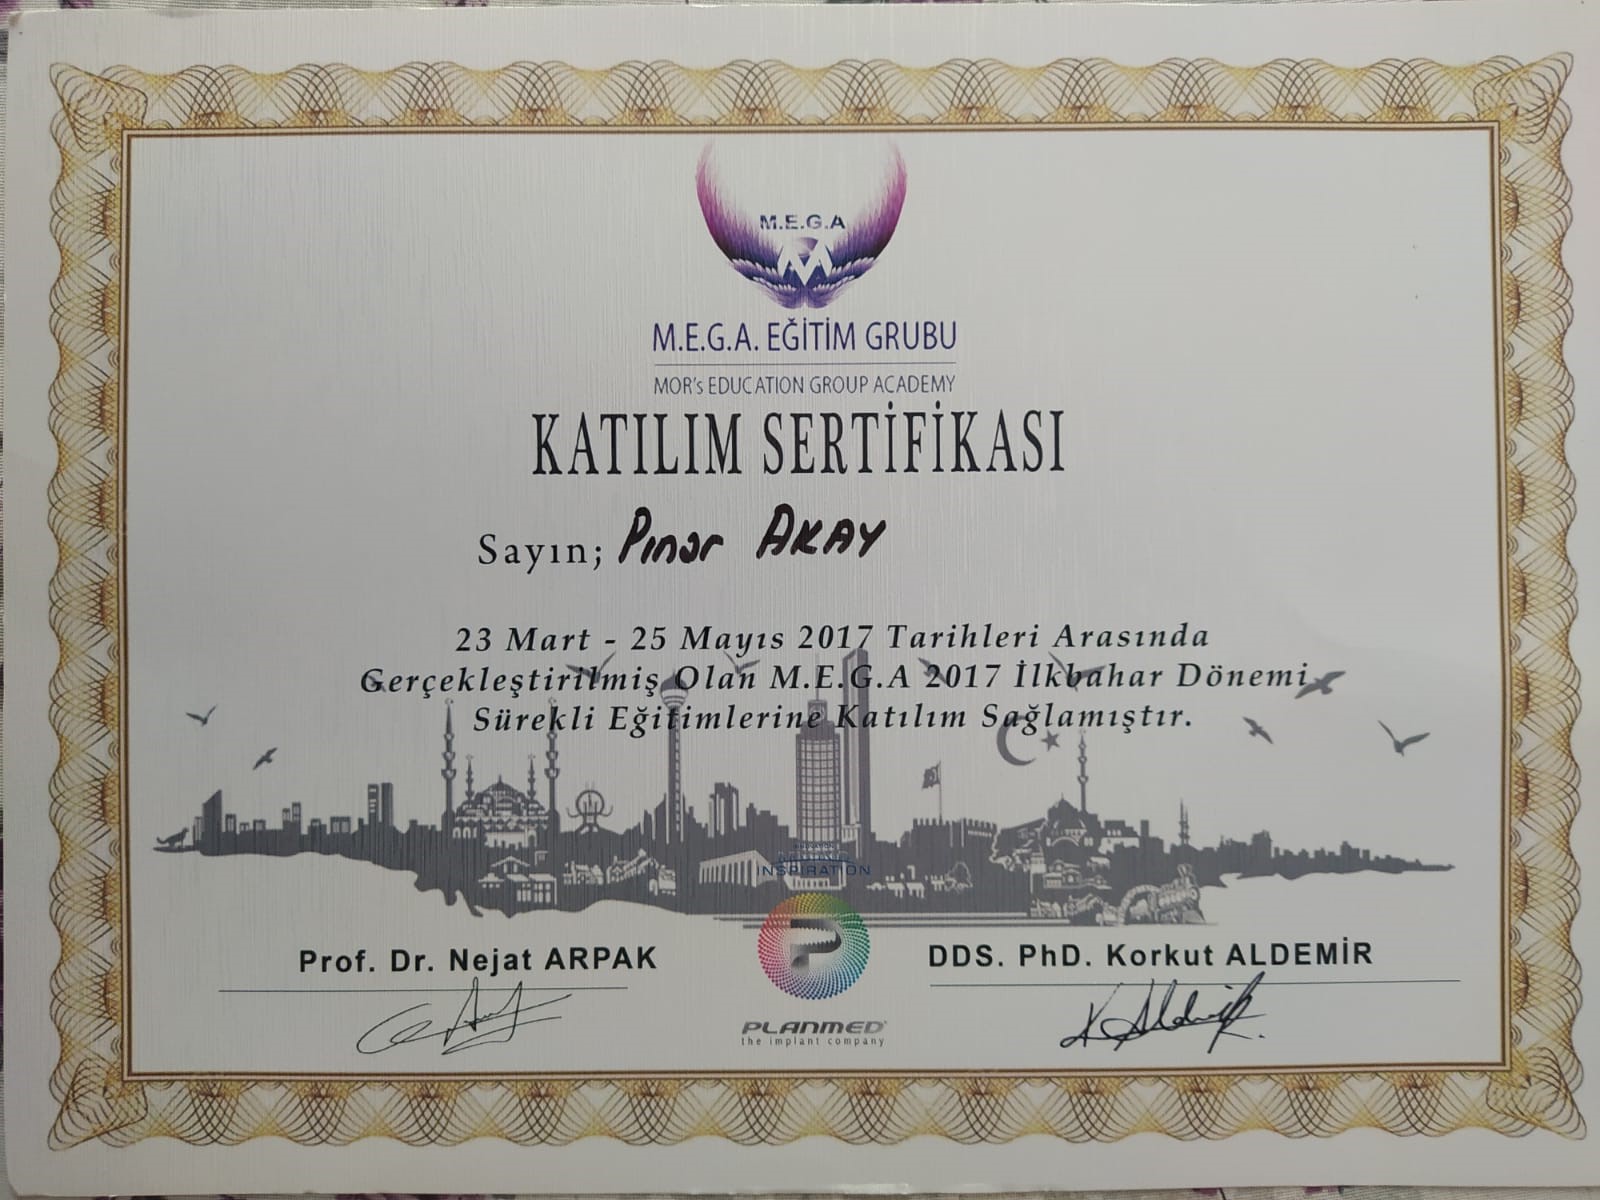 M.E.G.A
M.E.G.A. EĞİTİM GRUBU
MOR's EDUCATION GROUP ACADEMY
KATILIM SERTİFİKASI
Sayın; Pınar AKAY
23 Mart - 25 Mayıs 2017 Tarihleri Arasında
Gerçekleştirilmiş Olan M.E.G.A 2017 İlkbahar Dönemi
Sürekli Eğitimlerine Katılım Sağlamıştır.
INSPIRATION
Prof. Dr. Nejat ARPAK
DDS. PhD. Korkut ALDEMİR
P
PLANMED
the implant company
K. Aldemir.